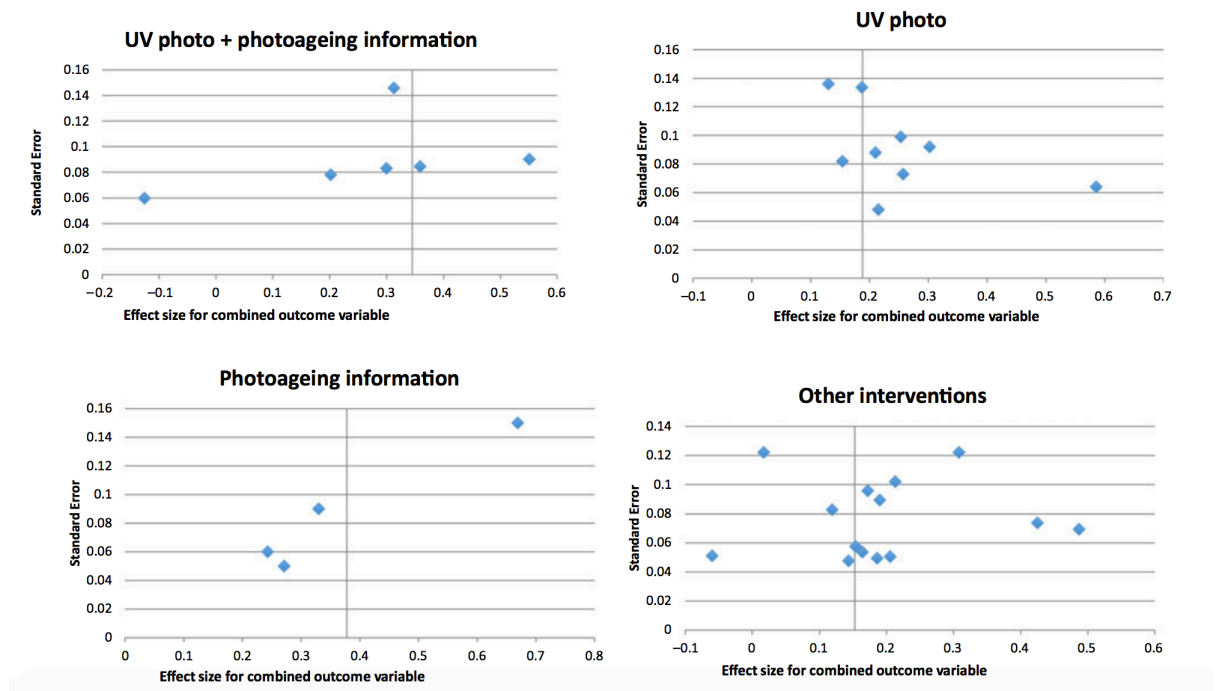 UV photo + photoageing information
0.16
0.14
0.12
0.1
0.08
0.06
0.04
0.02
0
Standard Error
−0.2 −0.1 0 0.1 0.2 0.3 0.4 0.5 0.6
Effect size for combined outcome variable
UV photo
0.16
0.14
0.12
0.1
0.08
0.06
0.04
0.02
0
Standard Error
−0.1 0 0.1 0.2 0.3 0.4 0.5 0.6 0.7
Effect size for combined outcome variable
Photoageing information
0.16
0.14
0.12
0.1
0.08
0.06
0.04
0.02
0
Standard Error
0 0.1 0.2 0.3 0.4 0.5 0.6 0.7 0.8
Effect size for combined outcome variable
Other interventions
0.14
0.12
0.1
0.08
0.06
0.04
0.02
0
Standard Error
−0.1 0 0.1 0.2 0.3 0.4 0.5 0.6
Effect size for combined outcome variable